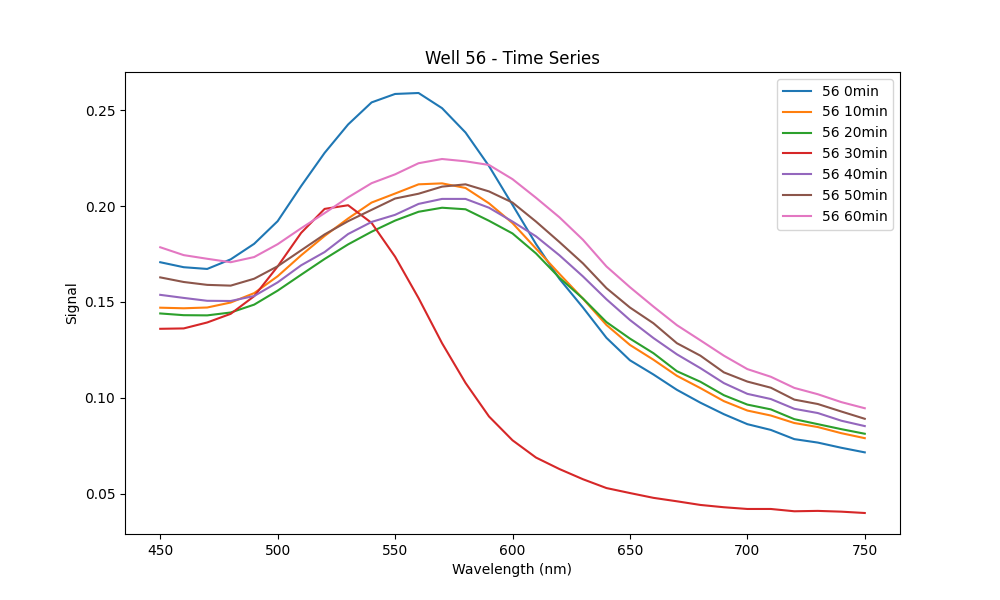 Well 56 - Time Series
Signal
0.25
0.20
0.15
0.10
0.05
56 0min
56 10min
56 20min
56 30min
56 40min
56 50min
56 60min
450 500 550 600 650 700 750
Wavelength (nm)